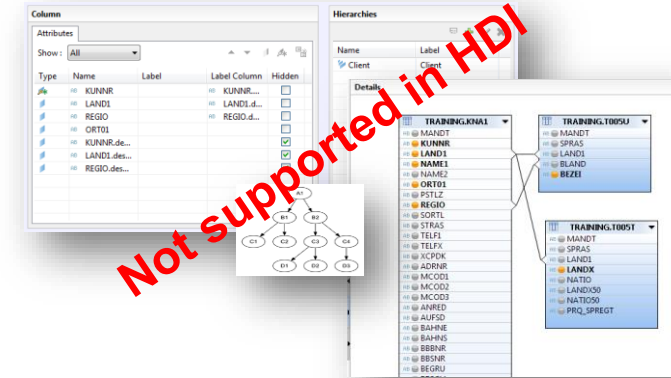 Column
Attributes
Show : All
Type Name Label Label Column Hidden
KUNNR KUNNR....
LAND1 LAND1.d...
REGIO REGIO.d...
ORT01
KUNNR.de...
LAND1.des...
REGIO.des...
Hierarchies
Name Label
Client Client
Details
TRAINING.KNA1
MANDT
KUNNR
LAND1
NAME1
NAME2
ORT01
PSTLZ
REGIO
SORTL
STRAS
TELF1
TELFX
XCPDK
ADRNR
MCOD1
MCOD2
MCOD3
ANRED
AUFSD
BAHNE
BAHNS
BBBNR
BBSNR
BEGRU
TRAINING.T005U
MANDT
SPRAS
LAND1
BLAND
BEZEI
TRAINING.T005T
MANDT
SPRAS
LAND1
LANDX
NATIO
LANDX50
NATIO50
PRQ_SPREGT
A1
B1 B2
C1 C2 C3 C4
D1 D2 D3
Not supported in HDI